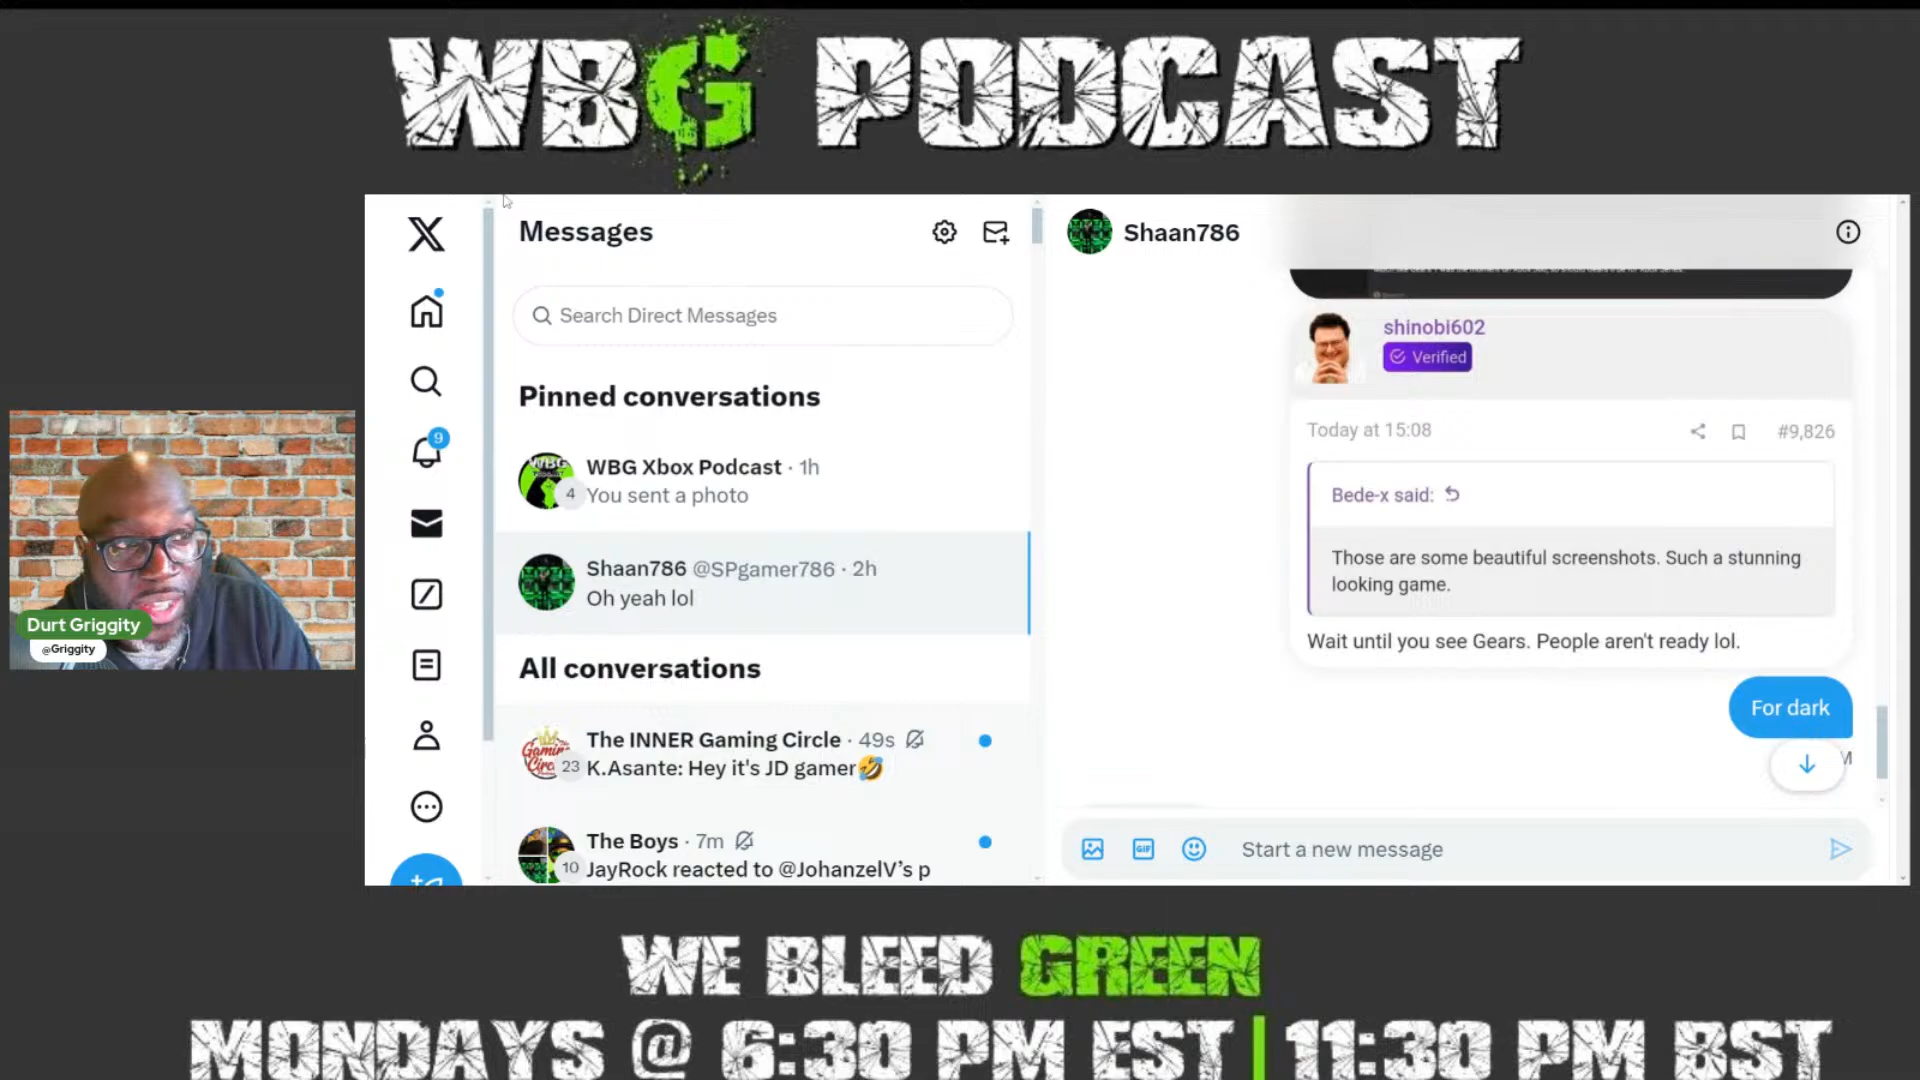 WBG PODCAST
Messages
Search Direct Messages
Pinned conversations
WBG Xbox Podcast · 1h
4
You sent a photo
Shaan786 @SPgamer786 · 2h
Oh yeah lol
All conversations
The INNER Gaming Circle · 49s
23
K.Asante: Hey it's JD gamer🤣
The Boys · 7m
10
JayRock reacted to @JohanzelV's p
9
Shaan786
shinobi602
Verified
Today at 15:08
#9,826
Bede-x said:
Those are some beautiful screenshots. Such a stunning
looking game.
Wait until you see Gears. People aren't ready lol.
For dark
M
GIF
Start a new message
Durt Griggity
@Griggity
WE BLEED GREEN
MONDAYS @ 6:30 PM EST|11:30 PM BST